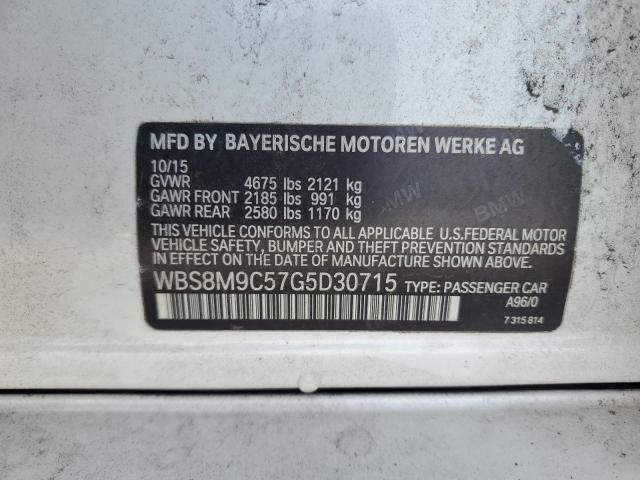 MFD BY BAYERISCHE MOTOREN WERKE AG
10/15
GVWR 4675 lbs 2121 kg
GAWR FRONT 2185 lbs 991 kg
GAWR REAR 2580 lbs 1170 kg
THIS VEHICLE CONFORMS TO ALL APPLICABLE U.S.FEDERAL MOTOR
VEHICLE SAFETY, BUMPER AND THEFT PREVENTION STANDARDS
IN EFFECT ON THE DATE OF MANUFACTURE SHOWN ABOVE.
WBS8M9C57G5D30715 TYPE: PASSENGER CAR
A96/0
7 315 814
BMW
BMW